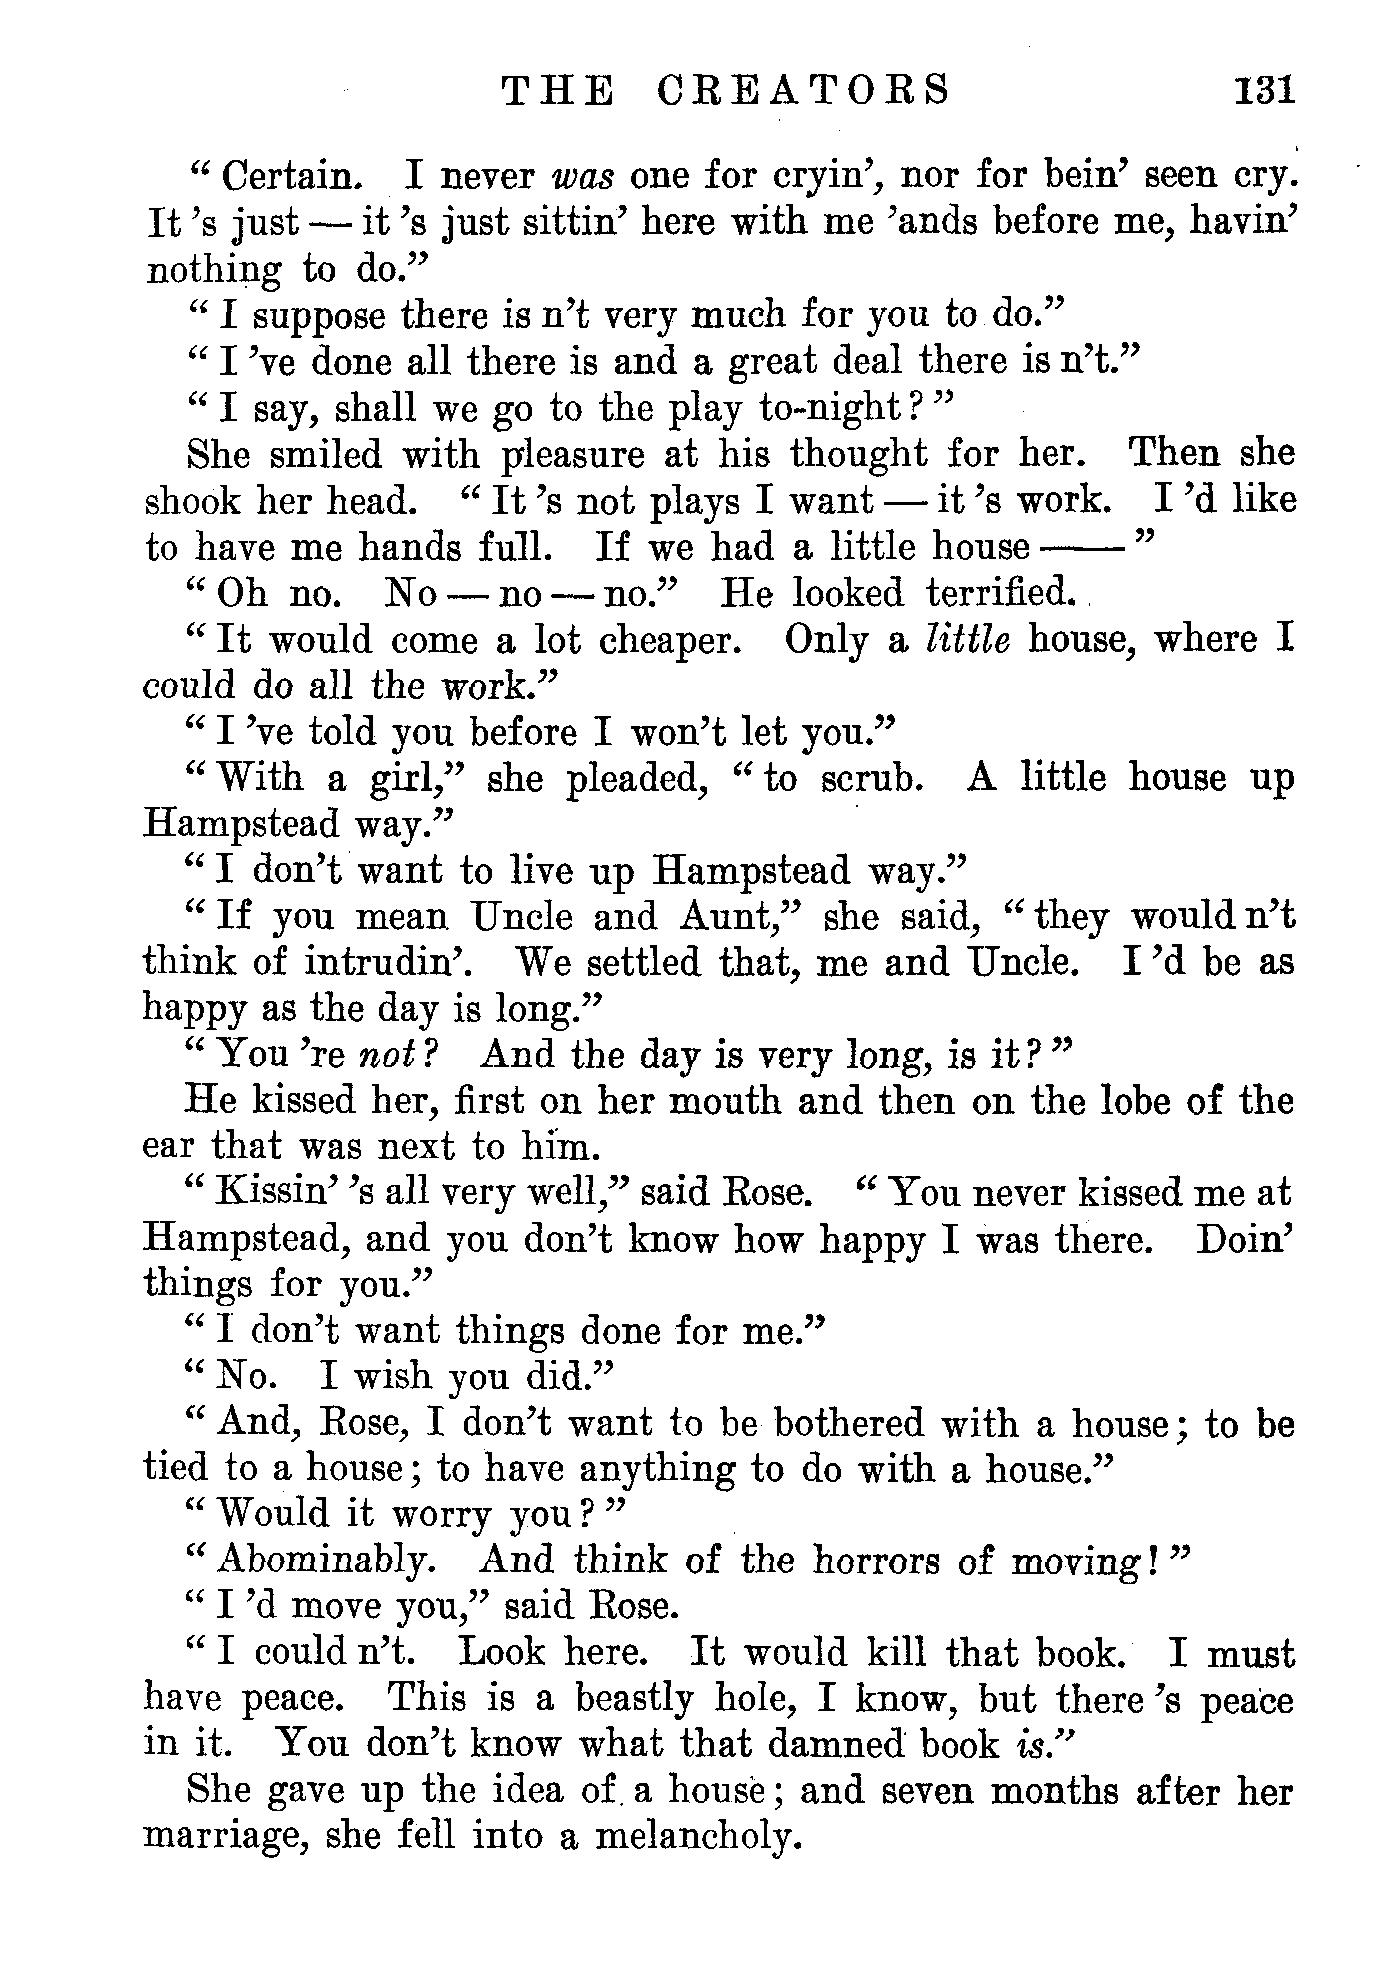 THE CREATORS 131
“ Certain. I never was one for cryin’, nor for bein’ seen cry.
It ’s just — it ’s just sittin’ here with me ’ands before me, havin’
nothing to do.”
“ I suppose there is n’t very much for you to do.”
“ I ’ve done all there is and a great deal there is n’t.”
“ I say, shall we go to the play to-night ? ”
She smiled with pleasure at his thought for her. Then she
shook her head. “ It ’s not plays I want — it ’s work. I ’d like
to have me hands full. If we had a little house —— ”
“ Oh no. No — no — no.” He looked terrified.
“ It would come a lot cheaper. Only a little house, where I
could do all the work.”
“ I ’ve told you before I won’t let you.”
“ With a girl,” she pleaded, “ to scrub. A little house up
Hampstead way.”
“ I don’t want to live up Hampstead way.”
“ If you mean Uncle and Aunt,” she said, “ they would n’t
think of intrudin’. We settled that, me and Uncle. I ’d be as
happy as the day is long.”
“ You ’re not ? And the day is very long, is it ? ”
He kissed her, first on her mouth and then on the lobe of the
ear that was next to him.
“ Kissin’ ’s all very well,” said Rose. “ You never kissed me at
Hampstead, and you don’t know how happy I was there. Doin’
things for you.”
“ I don’t want things done for me.”
“ No. I wish you did.”
“ And, Rose, I don’t want to be bothered with a house ; to be
tied to a house ; to have anything to do with a house.”
“ Would it worry you ? ”
“ Abominably. And think of the horrors of moving ! ”
“ I ’d move you,” said Rose.
“ I could n’t. Look here. It would kill that book. I must
have peace. This is a beastly hole, I know, but there ’s peace
in it. You don’t know what that damned book is.”
She gave up the idea of a house ; and seven months after her
marriage, she fell into a melancholy.